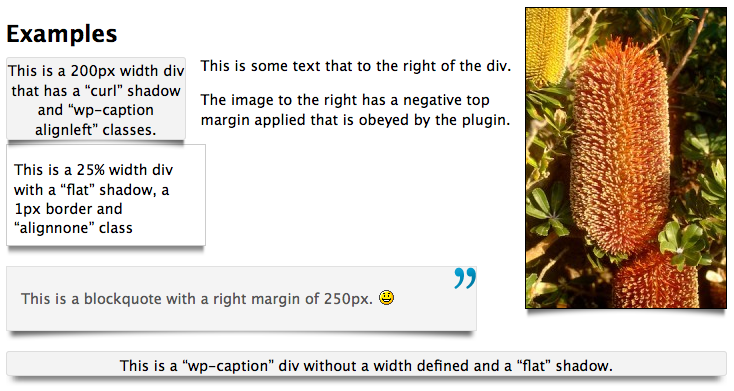 Examples
This is a 200px width div
that has a “curl” shadow
and “wp-caption
alignleft” classes.
This is some text that to the right of the div.
The image to the right has a negative top
margin applied that is obeyed by the plugin.
This is a 25% width div
with a “flat” shadow, a
1px border and
“alignnone” class
”
This is a blockquote with a right margin of 250px. 😀
This is a “wp-caption” div without a width defined and a “flat” shadow.